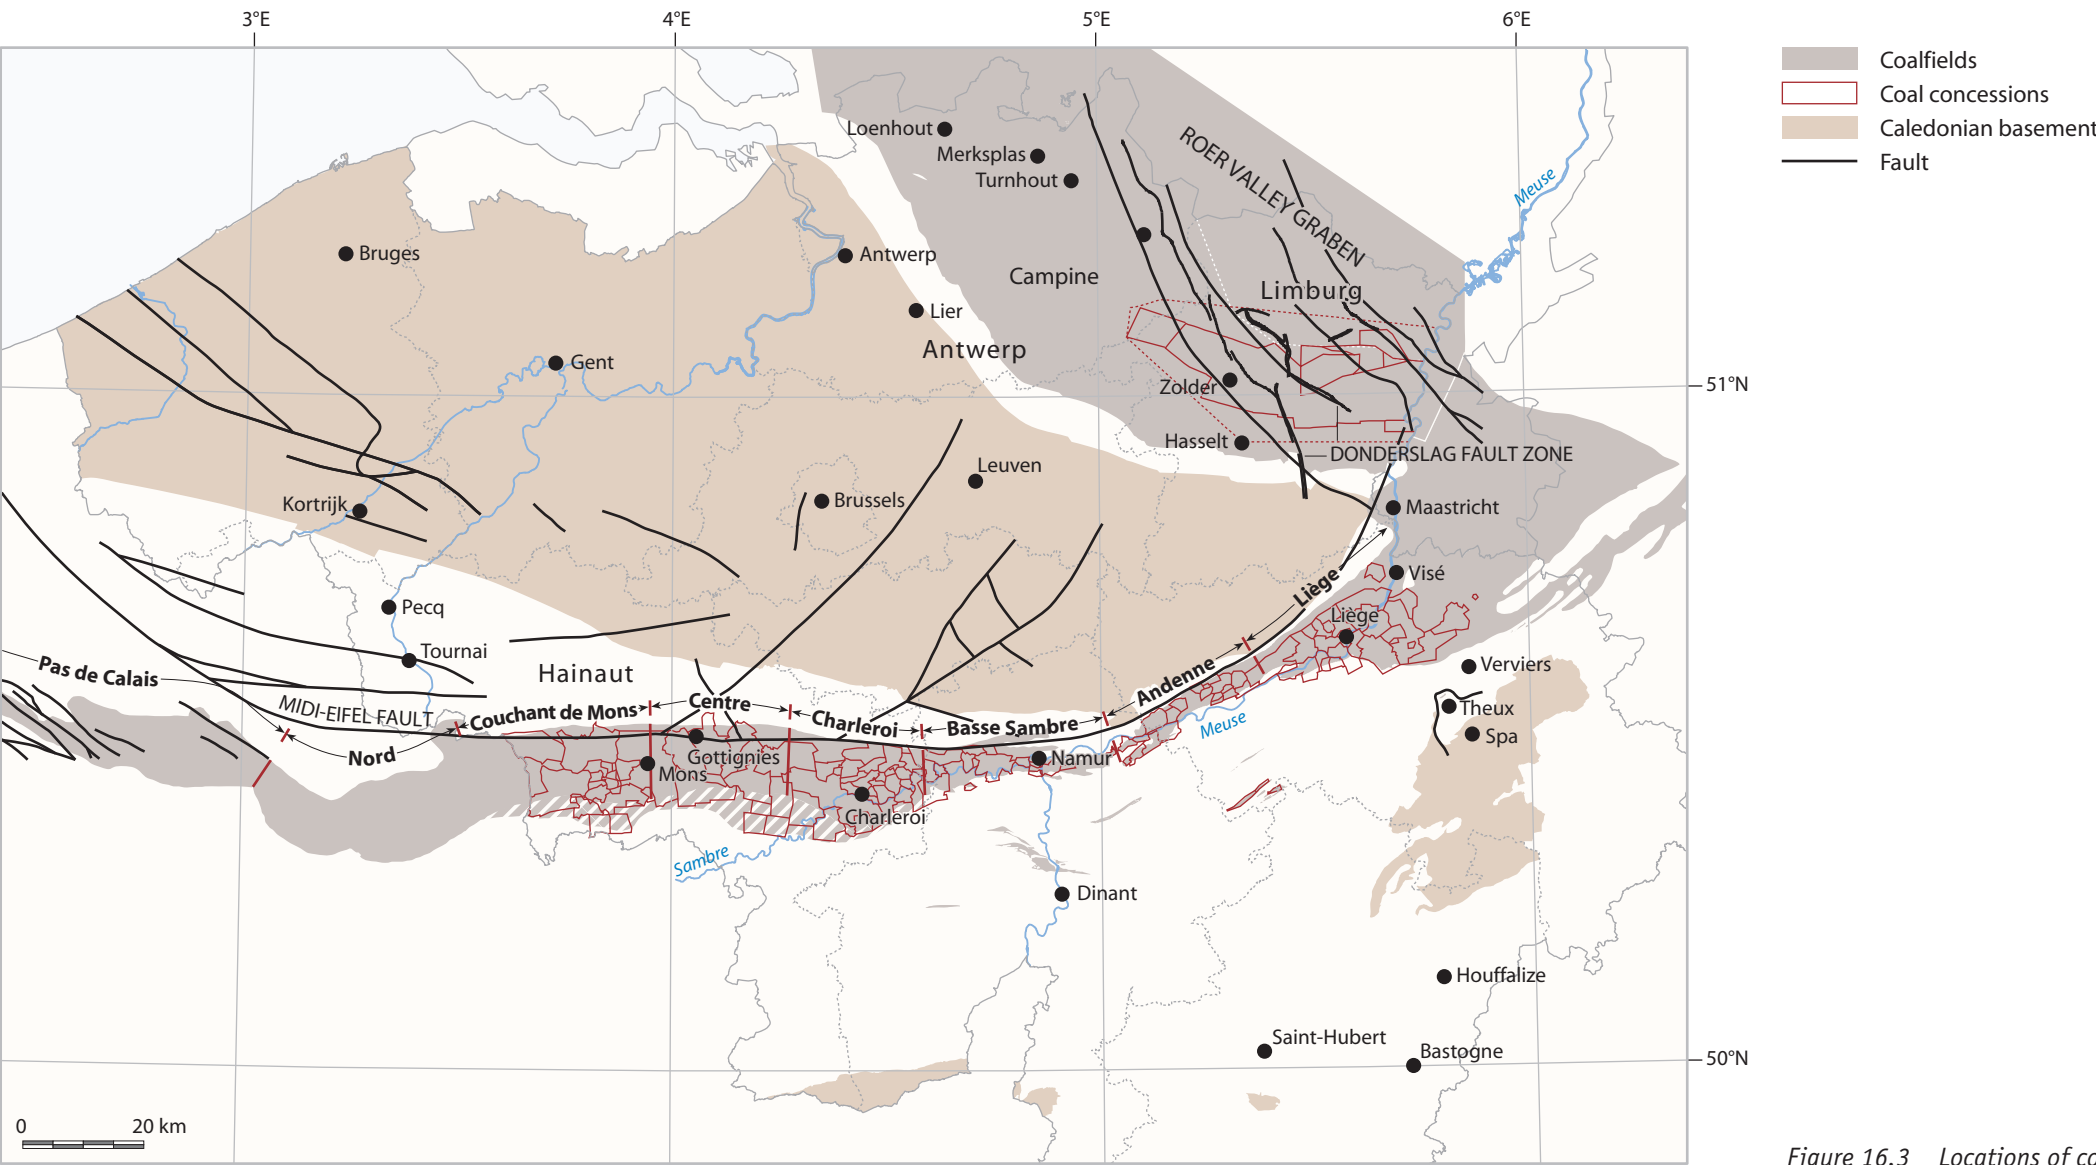 3°E
4°E
5°E
6°E
Coalfields
Coal concessions
Caledonian basement
Fault
Loenhout
Merksplas
Turnhout
ROER VALLEY GRABEN
Meuse
Bruges
Antwerp
Campine
Limburg
Lier
Antwerp
Gent
Zolder
51°N
Hasselt
DONDERSLAG FAULT ZONE
Leuven
Brussels
Kortrijk
Maastricht
Visé
Liège
Liège
Pecq
Tournai
Hainaut
Pas de Calais
Verviers
Andenne
Theux
Spa
MIDI-EIFEL FAULT
Couchant de Mons
Centre
Charleroi
Basse Sambre
Meuse
Nord
Gottignies
Mons
Namur
Charleroi
Sambre
Dinant
Houffalize
Saint-Hubert
Bastogne
50°N
0 20 km
Figure 16.3 Locations of co